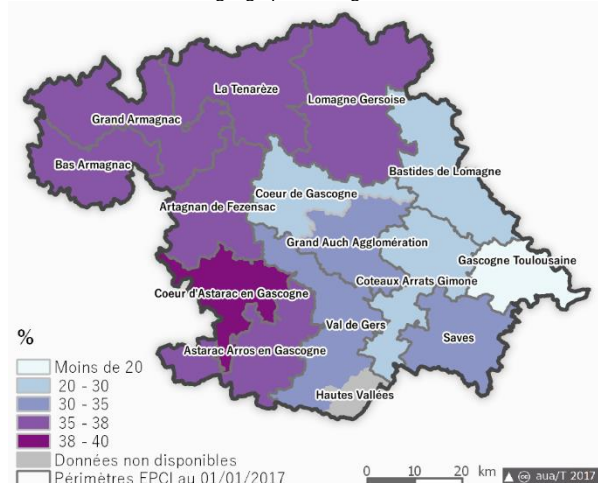 La Tenarèze
Lomagne Gersoise
Grand Armagnac
Bas Armagnac
Bastides de Lomagne
Coeur de Gascogne
Artagnan de Fezensac
Grand Auch Agglomération
Gascogne Toulousaine
Coteaux Arrats Gimone
Coeur d'Astarac en Gascogne
Val de Gers
Saves
Astarac Arros en Gascogne
Hautes Vallées
%
Moins de 20
20 - 30
30 - 35
35 - 38
38 - 40
Données non disponibles
Périmètres EPCI au 01/01/2017
0 10 20 km
cc aua/T 2017